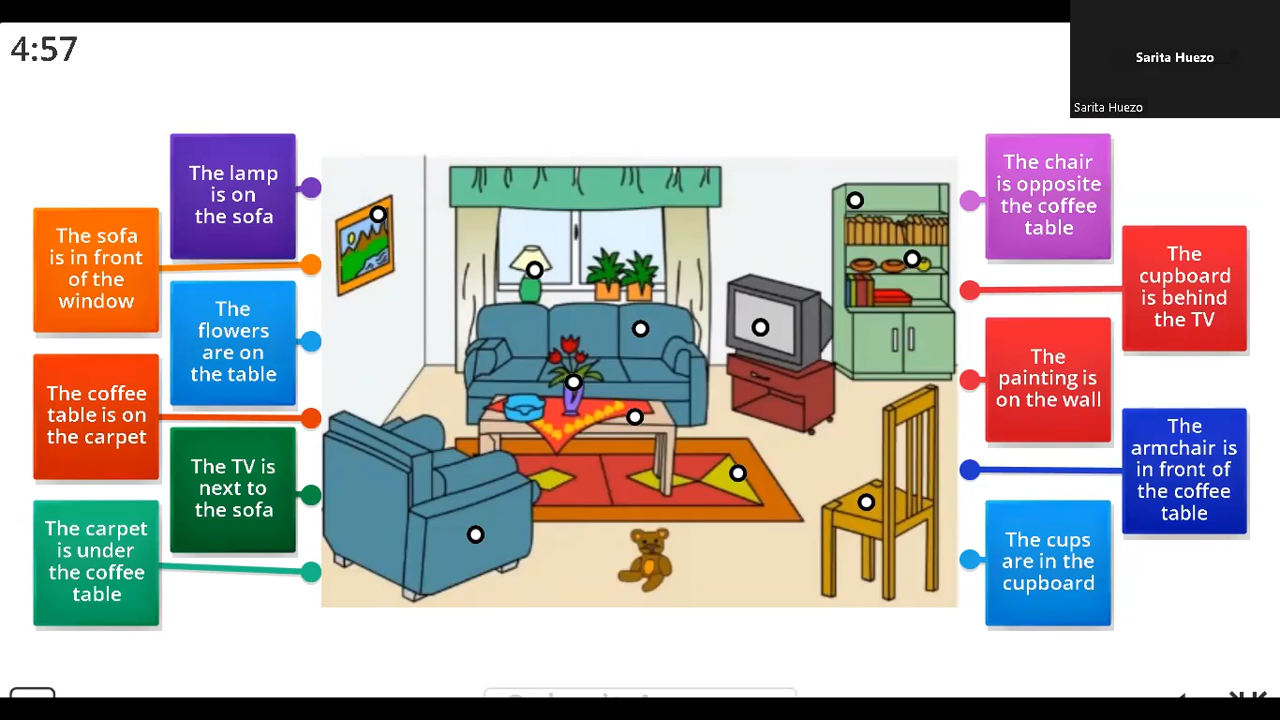 4:57
Sarita Huezo
Sarita Huezo
The lamp
is on
the sofa
The sofa
is in front
of the
window
The
flowers
are on
the table
The coffee
table is on
the carpet
The TV is
next to
the sofa
The carpet
is under
the coffee
table
The chair
is opposite
the coffee
table
The
cupboard
is behind
the TV
The
painting is
on the wall
The
armchair is
in front of
the coffee
table
The cups
are in the
cupboard